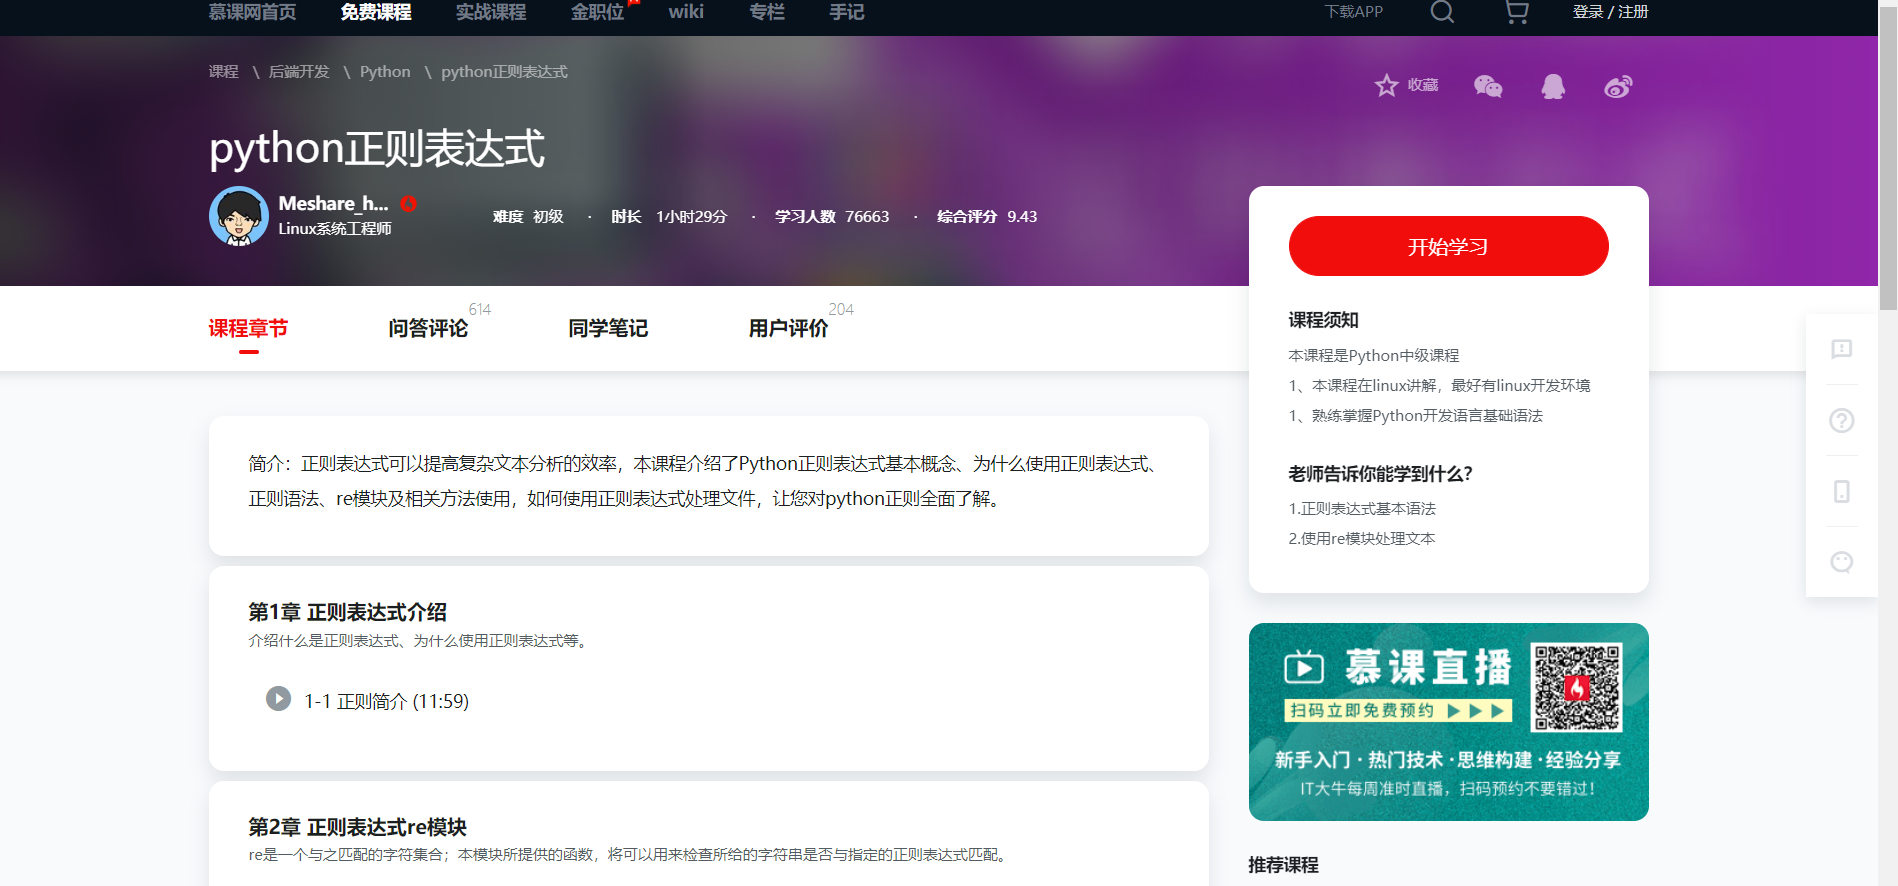 慕课网首页 免费课程 实战课程 金职位 wiki 专栏 手记 下载APP 登录 / 注册
课程 \ 后端开发 \ Python \ python正则表达式
收藏
python正则表达式
Meshare_h...
Linux系统工程师
难度 初级 · 时长 1小时29分 · 学习人数 76663 · 综合评分 9.43
开始学习
课程章节 问答评论 614 同学笔记 用户评价 204
课程须知
本课程是Python中级课程
1、本课程在linux讲解，最好有linux开发环境
1、熟练掌握Python开发语言基础语法
老师告诉你能学到什么?
1.正则表达式基本语法
2.使用re模块处理文本
简介：正则表达式可以提高复杂文本分析的效率，本课程介绍了Python正则表达式基本概念、为什么使用正则表达式、
正则语法、re模块及相关方法使用，如何使用正则表达式处理文件，让您对python正则全面了解。
第1章 正则表达式介绍
介绍什么是正则表达式、为什么使用正则表达式等。
1-1 正则简介 (11:59)
第2章 正则表达式re模块
re是一个与之匹配的字符集合；本模块所提供的函数，将可以用来检查所给的字符串是否与指定的正则表达式匹配。
慕课直播
扫码立即免费预约
新手入门 · 热门技术 · 思维构建 · 经验分享
IT大牛每周准时直播，扫码预约不要错过！
推荐课程